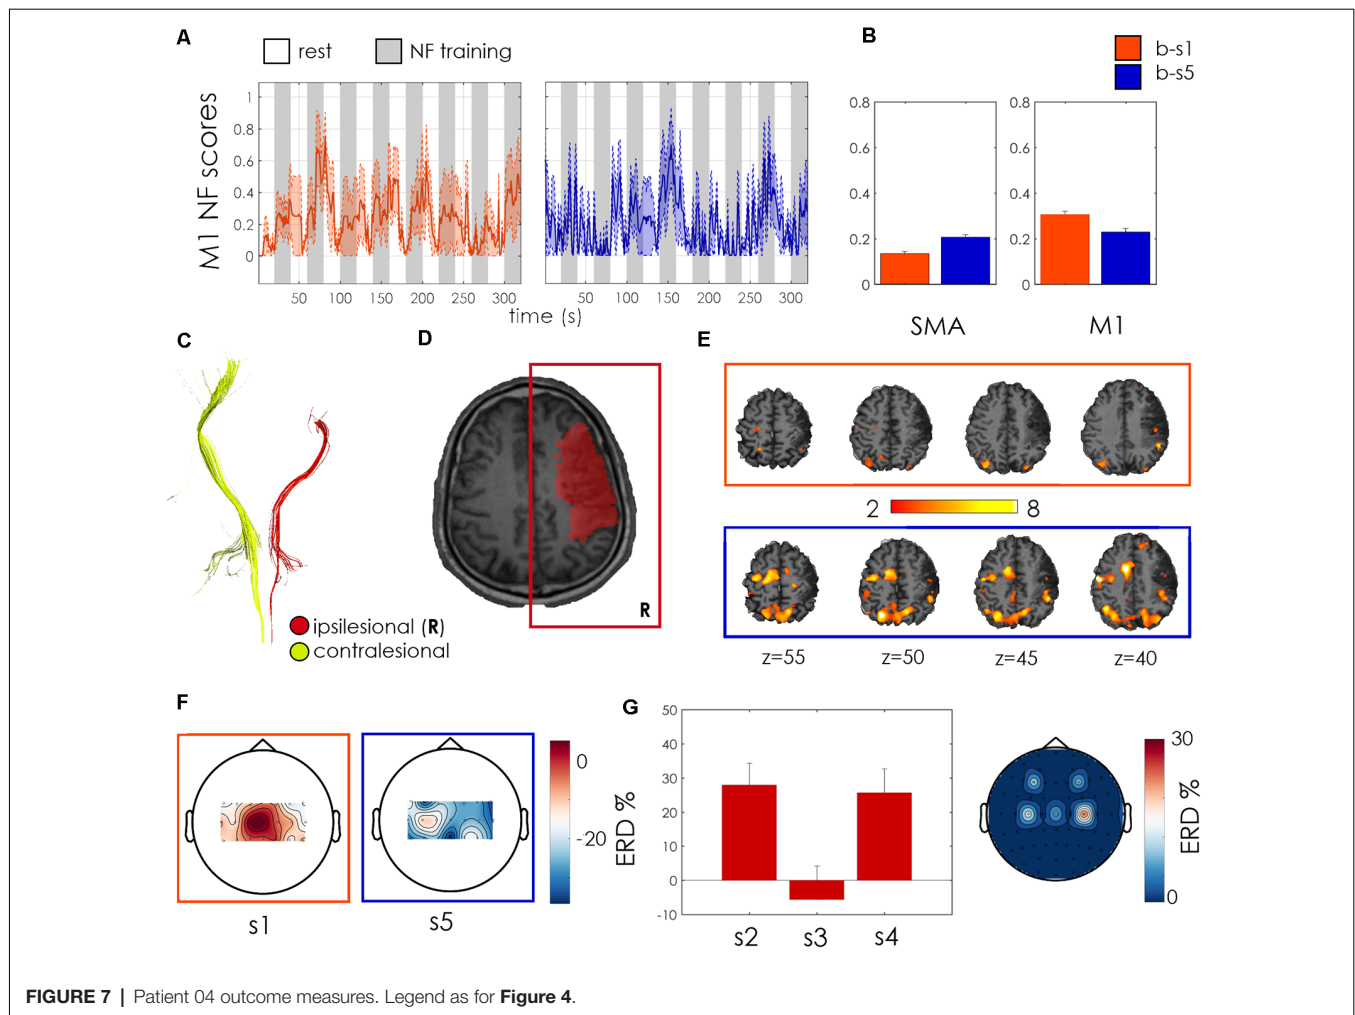 A
rest
NF training
M1 NF scores
1
0.8
0.6
0.4
0.2
0
50 100 150 200 250 300
50 100 150 200 250 300
time (s)
B
b-s1
b-s5
0.8
0.6
0.4
0.2
0
SMA
0.8
0.6
0.4
0.2
0
M1
C
ipsilesional (R)
contralesional
D
R
E
2 8
z=55 z=50 z=45 z=40
F
s1
s5
0
-20
ERD %
G
50
40
30
20
10
0
-10
s2 s3 s4
30
0
ERD %
FIGURE 7 | Patient 04 outcome measures. Legend as for Figure 4.